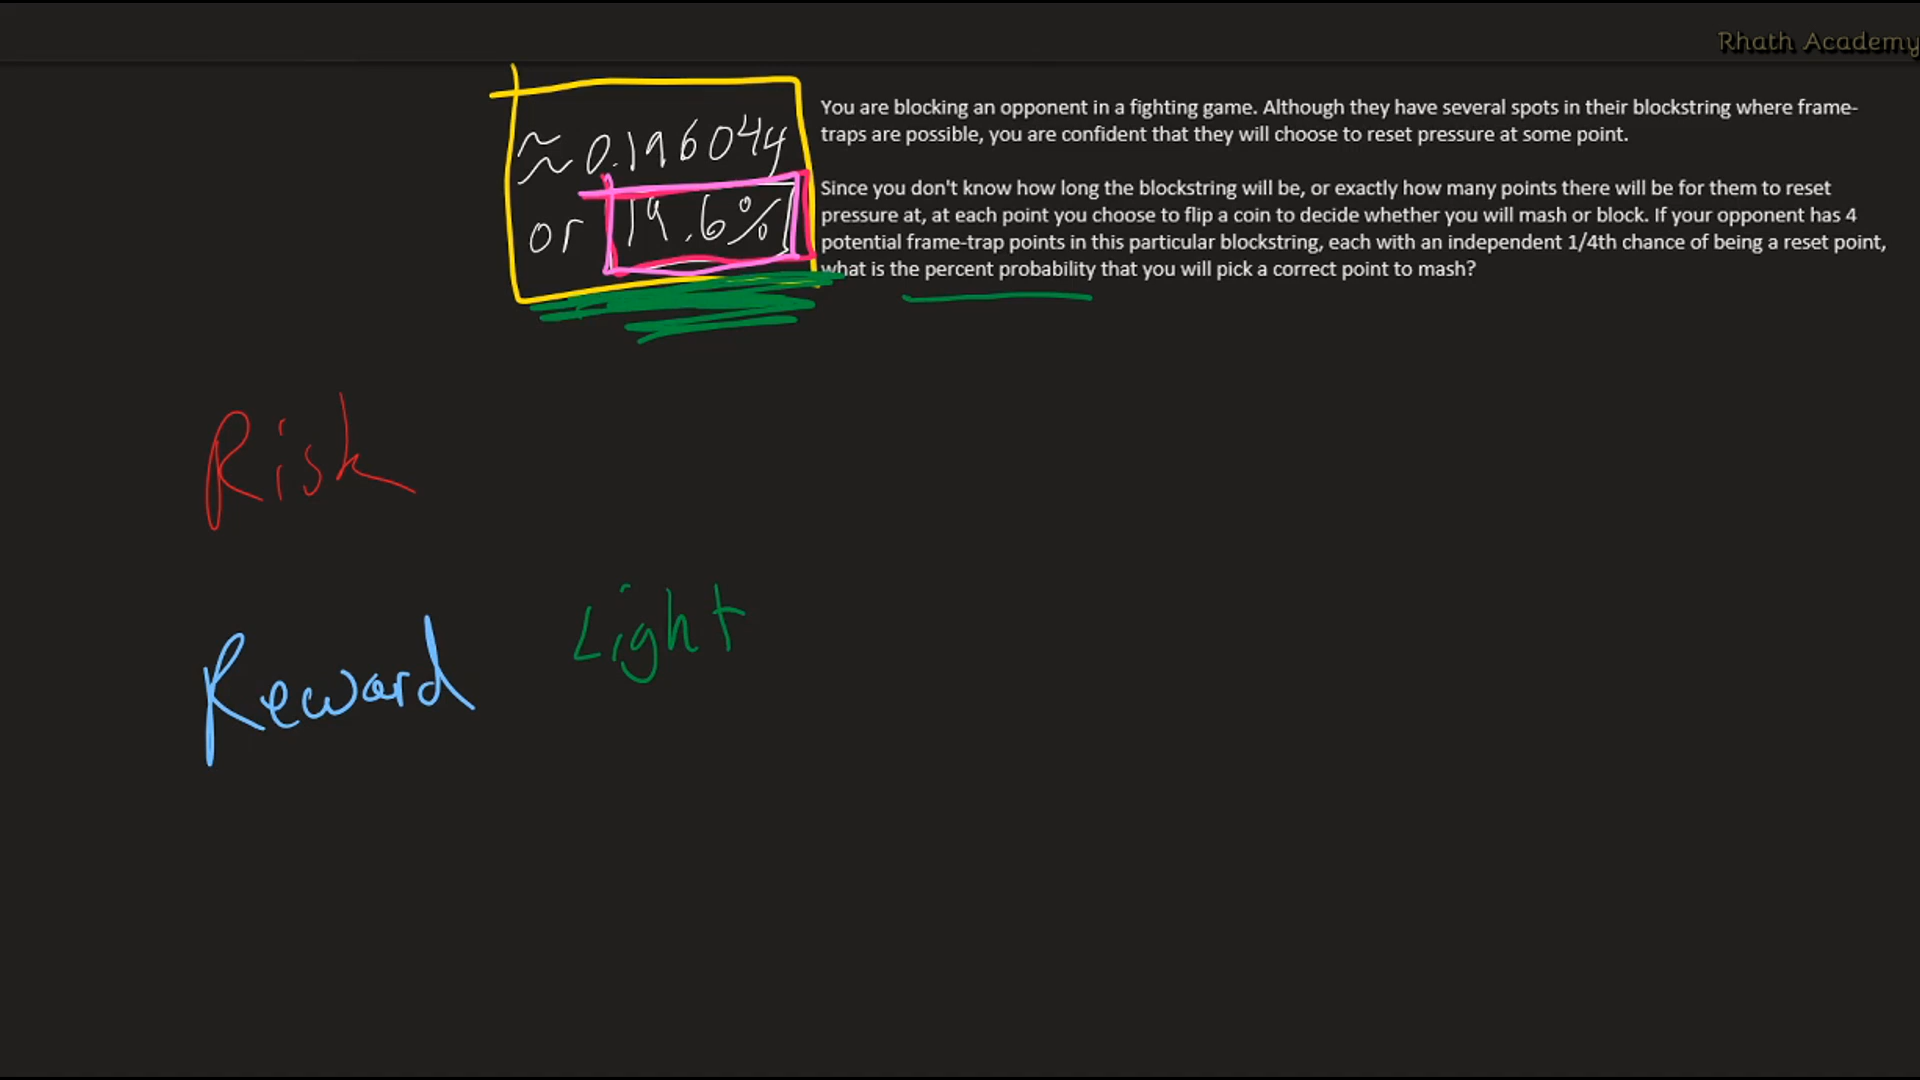 Rhath Academy
≈ 0.196044
or 19.6%
You are blocking an opponent in a fighting game. Although they have several spots in their blockstring where frame-
traps are possible, you are confident that they will choose to reset pressure at some point.
Since you don't know how long the blockstring will be, or exactly how many points there will be for them to reset
pressure at, at each point you choose to flip a coin to decide whether you will mash or block. If your opponent has 4
potential frame-trap points in this particular blockstring, each with an independent 1/4th chance of being a reset point,
what is the percent probability that you will pick a correct point to mash?
Risk
Reward
Light